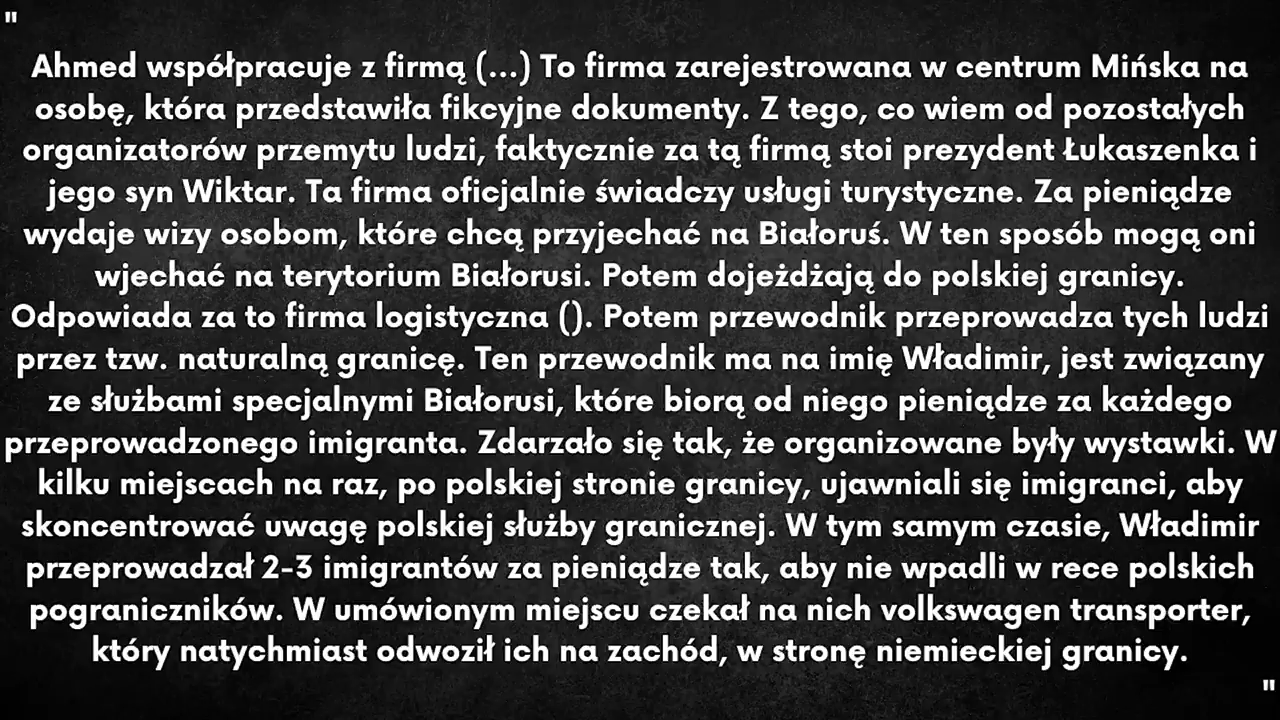 "
Ahmed współpracuje z firmą (...) To firma zarejestrowana w centrum Mińska na
osobę, która przedstawiła fikcyjne dokumenty. Z tego, co wiem od pozostałych
organizatorów przemytu ludzi, faktycznie za tą firmą stoi prezydent Łukaszenka i
jego syn Wiktar. Ta firma oficjalnie świadczy usługi turystyczne. Za pieniądze
wydaje wizy osobom, które chcą przyjechać na Białoruś. W ten sposób mogą oni
wjechać na terytorium Białorusi. Potem dojeżdżają do polskiej granicy.
Odpowiada za to firma logistyczna (). Potem przewodnik przeprowadza tych ludzi
przez tzw. naturalną granicę. Ten przewodnik ma na imię Władimir, jest związany
ze służbami specjalnymi Białorusi, które biorą od niego pieniądze za każdego
przeprowadzonego imigranta. Zdarzało się tak, że organizowane były wystawki. W
kilku miejscach na raz, po polskiej stronie granicy, ujawniali się imigranci, aby
skoncentrować uwagę polskiej służby granicznej. W tym samym czasie, Władimir
przeprowadzał 2-3 imigrantów za pieniądze tak, aby nie wpadli w rece polskich
pograniczników. W umówionym miejscu czekał na nich volkswagen transporter,
który natychmiast odwoził ich na zachód, w stronę niemieckiej granicy.
"